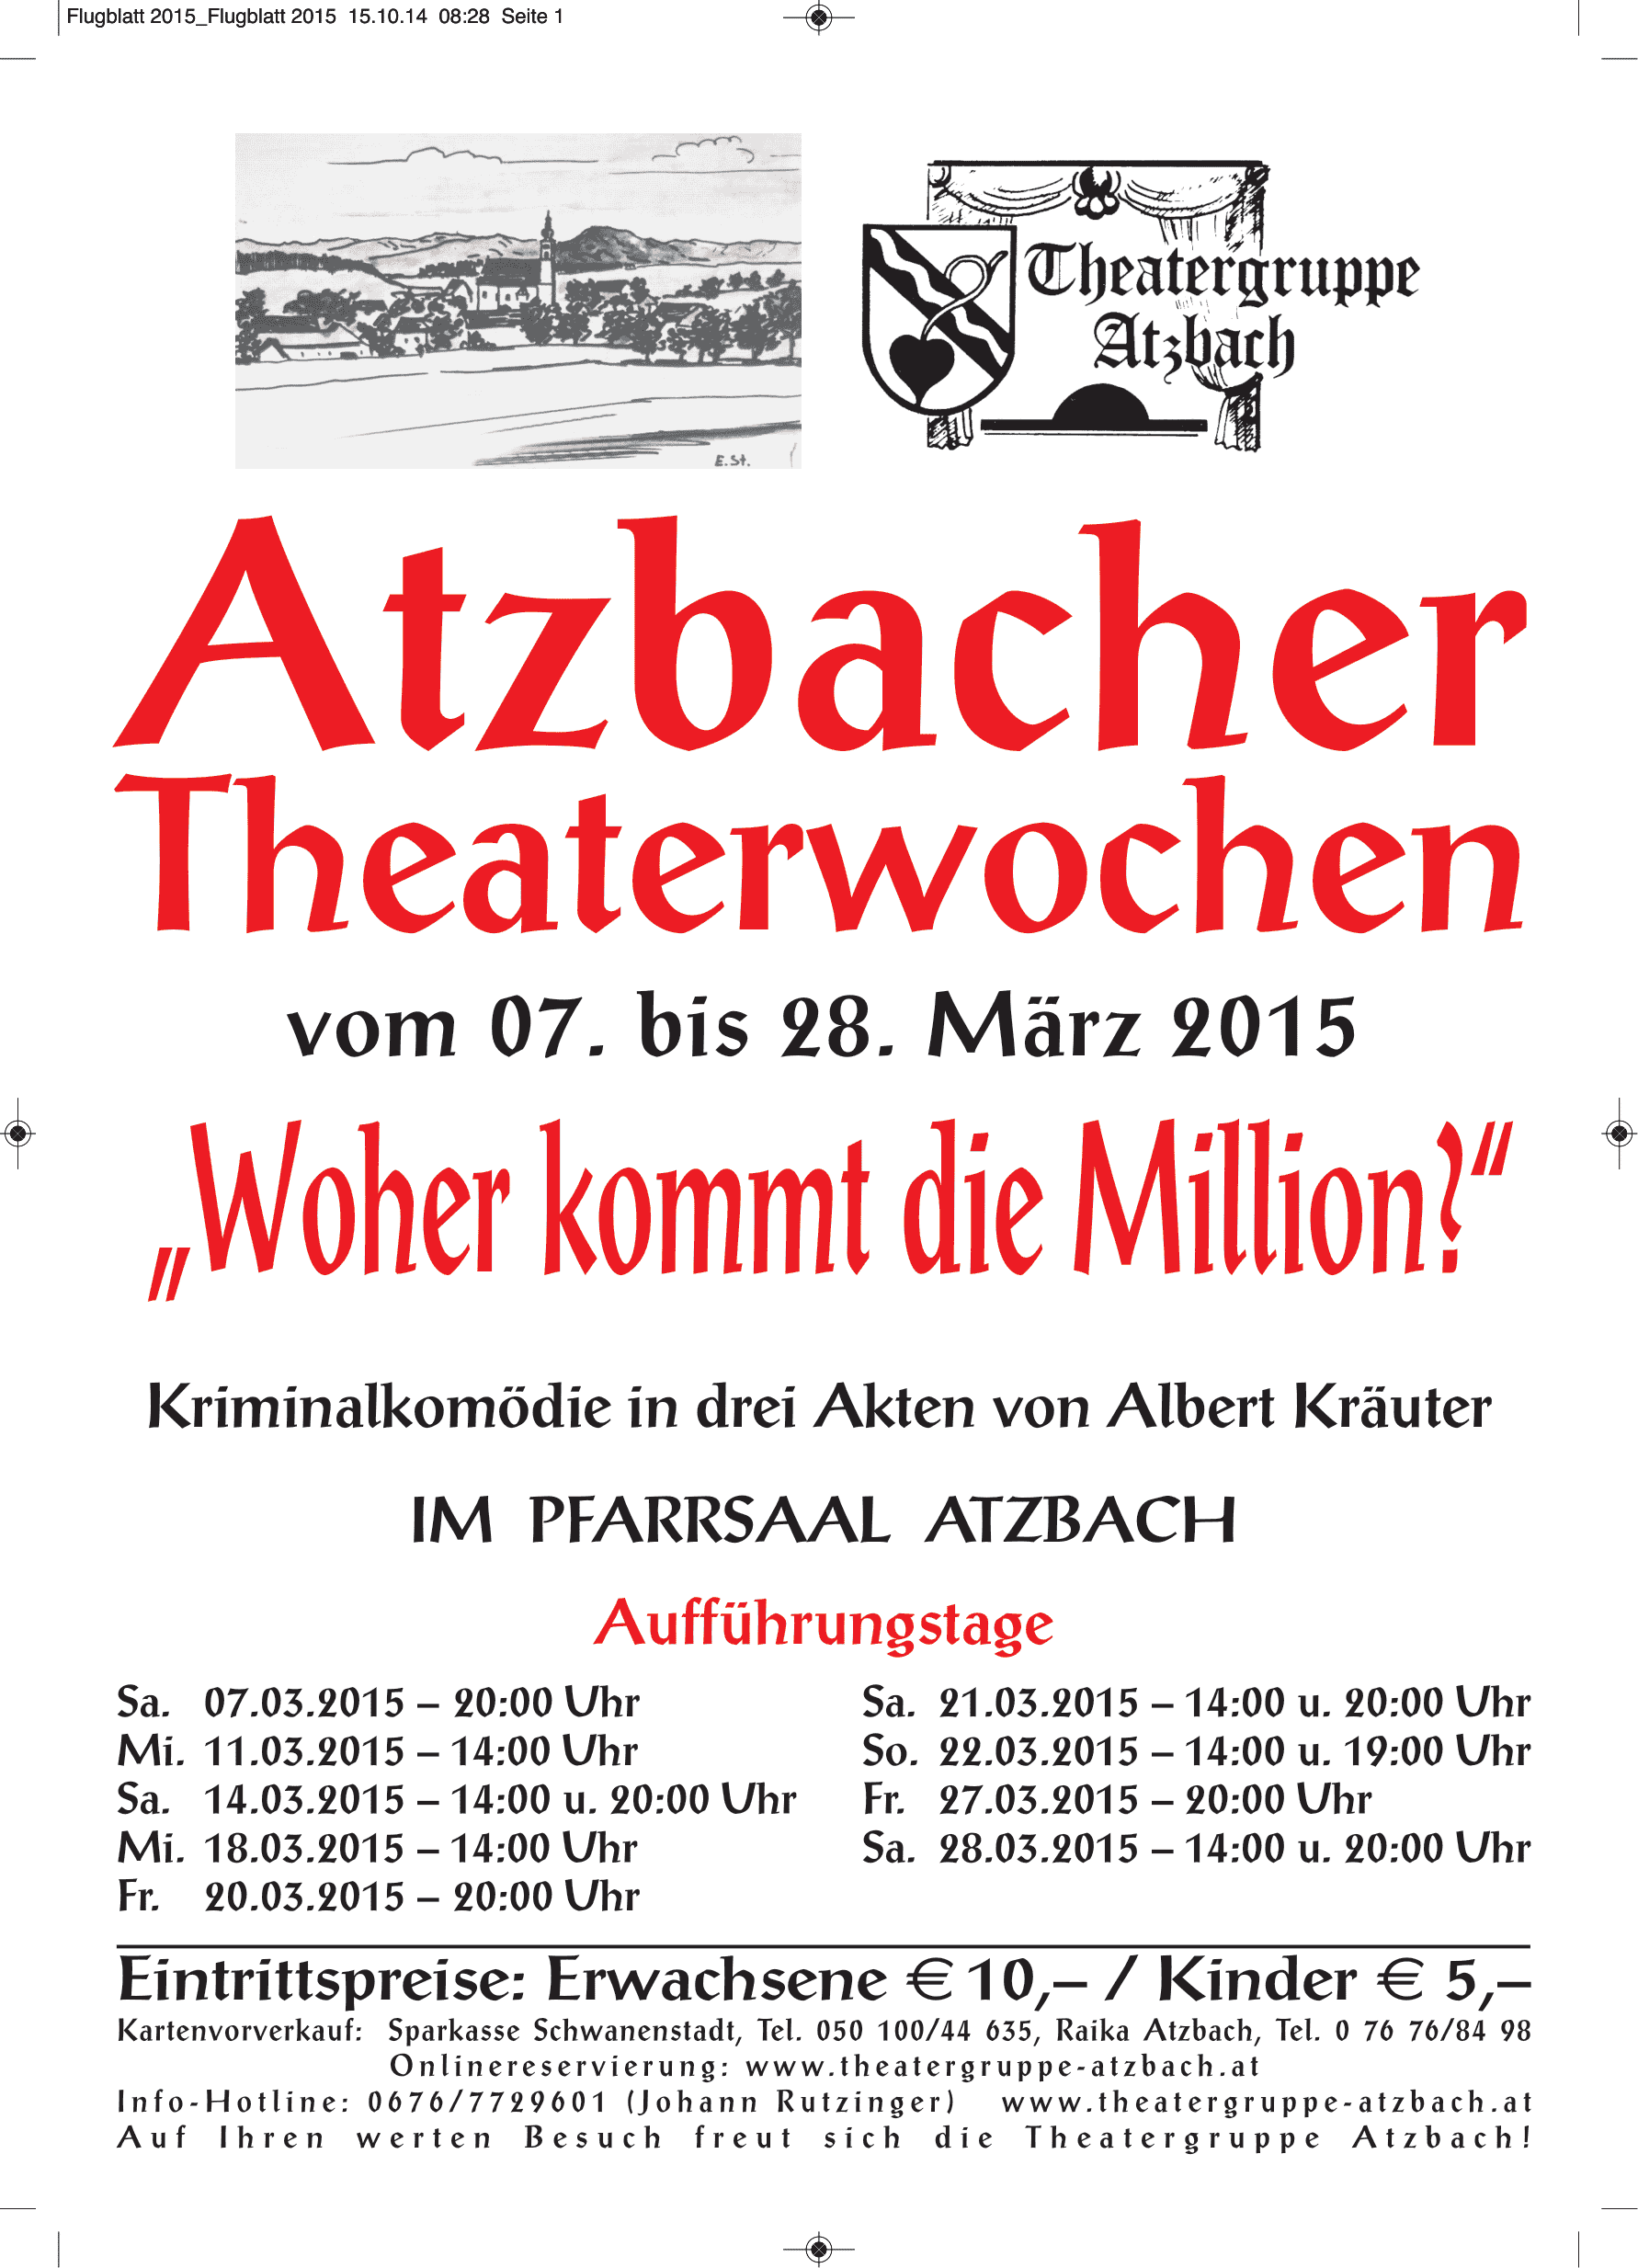 Flugblatt 2015_Flugblatt 2015 15.10.14 08:28 Seite 1
E.St.
Theatergruppe
Atzbach
Atzbacher
Theaterwochen
vom 07. bis 28. März 2015
„Woher kommt die Million?“
Kriminalkomödie in drei Akten von Albert Kräuter
IM PFARRSAAL ATZBACH
Aufführungstage
Sa. 07.03.2015 – 20:00 Uhr
Mi. 11.03.2015 – 14:00 Uhr
Sa. 14.03.2015 – 14:00 u. 20:00 Uhr
Mi. 18.03.2015 – 14:00 Uhr
Fr. 20.03.2015 – 20:00 Uhr
Sa. 21.03.2015 – 14:00 u. 20:00 Uhr
So. 22.03.2015 – 14:00 u. 19:00 Uhr
Fr. 27.03.2015 – 20:00 Uhr
Sa. 28.03.2015 – 14:00 u. 20:00 Uhr
Eintrittspreise: Erwachsene € 10,– / Kinder € 5,–
Kartenvorverkauf: Sparkasse Schwanenstadt, Tel. 050 100/44 635, Raika Atzbach, Tel. 0 76 76/84 98
Onlinereservierung: www.theatergruppe-atzbach.at
Info-Hotline: 0676/7729601 (Johann Rutzinger) www.theatergruppe-atzbach.at
Auf Ihren werten Besuch freut sich die Theatergruppe Atzbach!